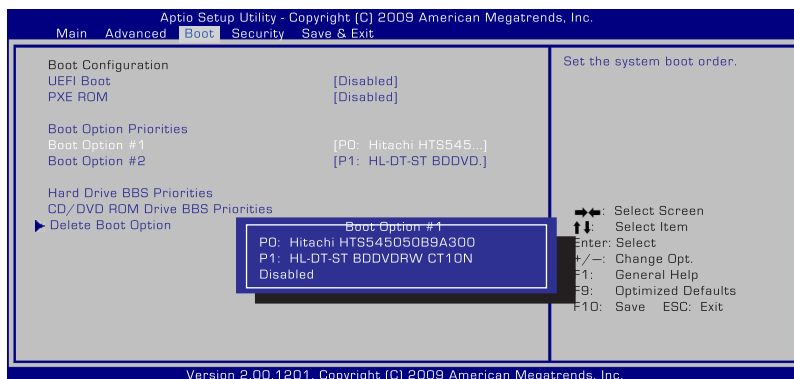 Aptio Setup Utility - Copyright (C) 2009 American Megatrends, Inc.
Main Advanced Boot Security Save & Exit
Boot Configuration
UEFI Boot [Disabled]
PXE ROM [Disabled]
Boot Option Priorities
Boot Option #1 [P0: Hitachi HTS545...]
Boot Option #2 [P1: HL-DT-ST BDDVD.]
Hard Drive BBS Priorities
CD/DVD ROM Drive BBS Priorities
Delete Boot Option
Boot Option #1
P0: Hitachi HTS545050B9A300
P1: HL-DT-ST BDDVDRW CT10N
Disabled
Set the system boot order.
→←: Select Screen
↑↓: Select Item
Enter: Select
+/—: Change Opt.
F1: General Help
F9: Optimized Defaults
F10: Save ESC: Exit
Version 2.00.1201. Copyright (C) 2009 American Megatrends, Inc.